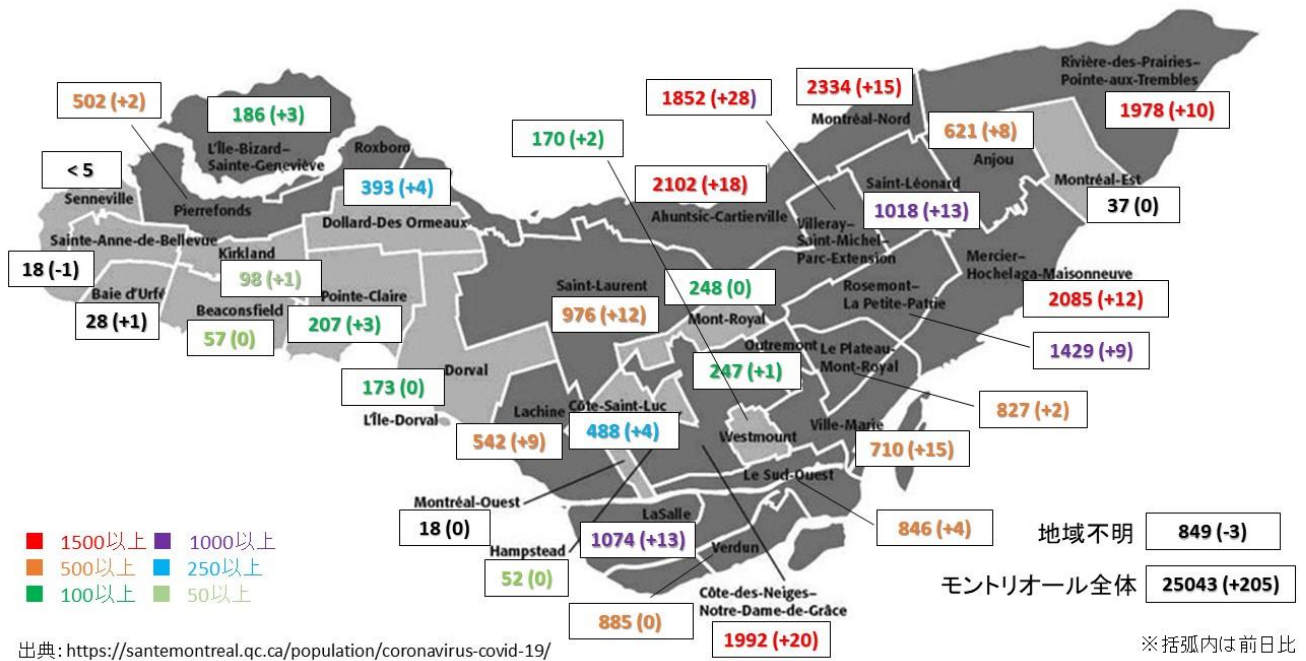 Rivière-des-Prairies–
Pointe-aux-Trembles
1978 (+10)
2334 (+15)
Montréal-Nord
1852 (+28)
502 (+2)
186 (+3)
L'Île-Bizard–
Sainte-Geneviève
170 (+2)
621 (+8)
Anjou
Roxboro
393 (+4)
< 5
Senneville
Pierrefonds
2102 (+18)
Ahuntsic-Cartierville
Saint-Léonard
1018 (+13)
Montréal-Est
37 (0)
Dollard-Des Ormeaux
Villeray–
Saint-Michel–
Parc-Extension
Sainte-Anne-de-Bellevue
18 (-1)
Kirkland
98 (+1)
Mercier–
Hochelaga-Maisonneuve
2085 (+12)
Baie d'Urfé
28 (+1)
Beaconsfield
57 (0)
Pointe-Claire
207 (+3)
Saint-Laurent
976 (+12)
248 (0)
Mont-Royal
Rosemont–
La Petite-Patrie
1429 (+9)
Outremont
247 (+1)
Le Plateau-
Mont-Royal
827 (+2)
173 (0)
Dorval
L'Île-Dorval
Lachine
542 (+9)
Côte-Saint-Luc
488 (+4)
Westmount
Ville-Marie
710 (+15)
Le Sud-Ouest
846 (+4)
Montréal-Ouest
18 (0)
LaSalle
1074 (+13)
Hampstead
52 (0)
Verdun
885 (0)
Côte-des-Neiges–
Notre-Dame-de-Grâce
1992 (+20)
1500以上 1000以上
500以上 250以上
100以上 50以上
地域不明 849 (-3)
モントリオール全体 25043 (+205)
出典: https://santemontreal.qc.ca/population/coronavirus-covid-19/
※括弧内は前日比